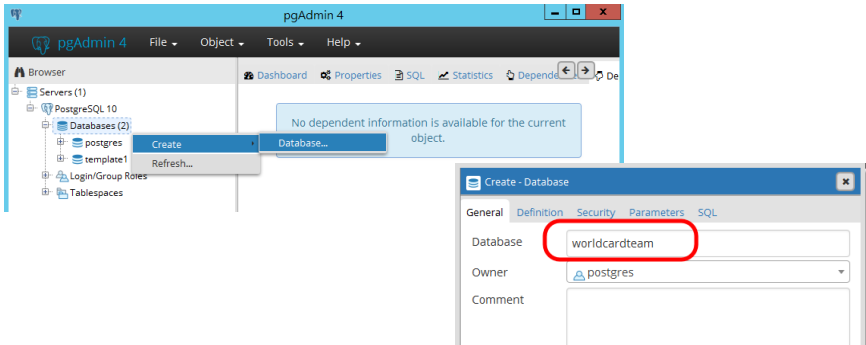 pgAdmin 4
pgAdmin 4 File Object Tools Help
Browser
Dashboard Properties SQL Statistics Depende De
Servers (1)
PostgreSQL 10
Databases (2)
postgres
template1
Login/Group Roles
Tablespaces
Create
Refresh...
Database...
No dependent information is available for the current
object.
Create - Database
General Definition Security Parameters SQL
Database worldcardteam
Owner postgres
Comment